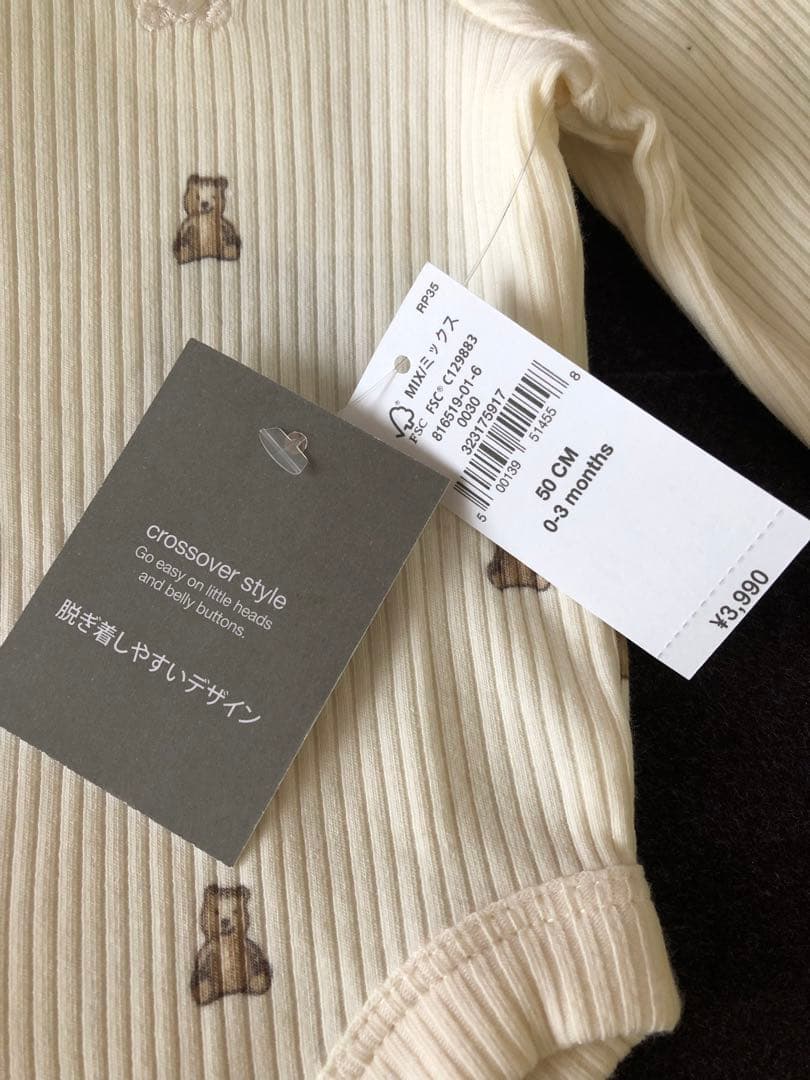 crossover style
Go easy on little heads
and belly buttons.
脱ぎ着しやすいデザイン
RP35
MIX/ミックス
FSC FSC® C129883
816519-01-6
0030
323175917
5 00139 51455 8
50 CM
0-3 months
¥3,990